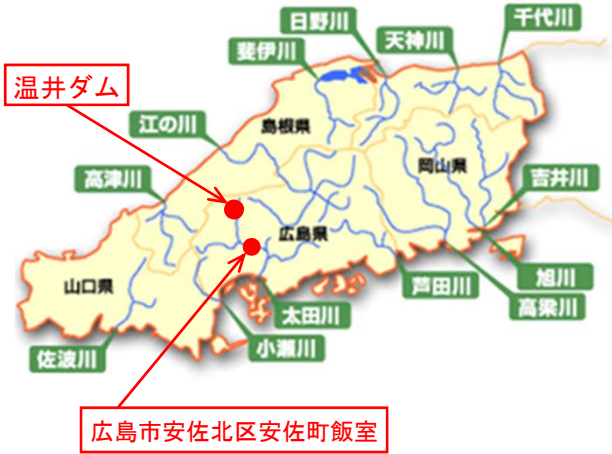 千代川
日野川
天神川
斐伊川
温井ダム
江の川
島根県
岡山県
高津川
吉井川
広島県
旭川
山口県
芦田川
高梁川
太田川
小瀬川
佐波川
広島市安佐北区安佐町飯室